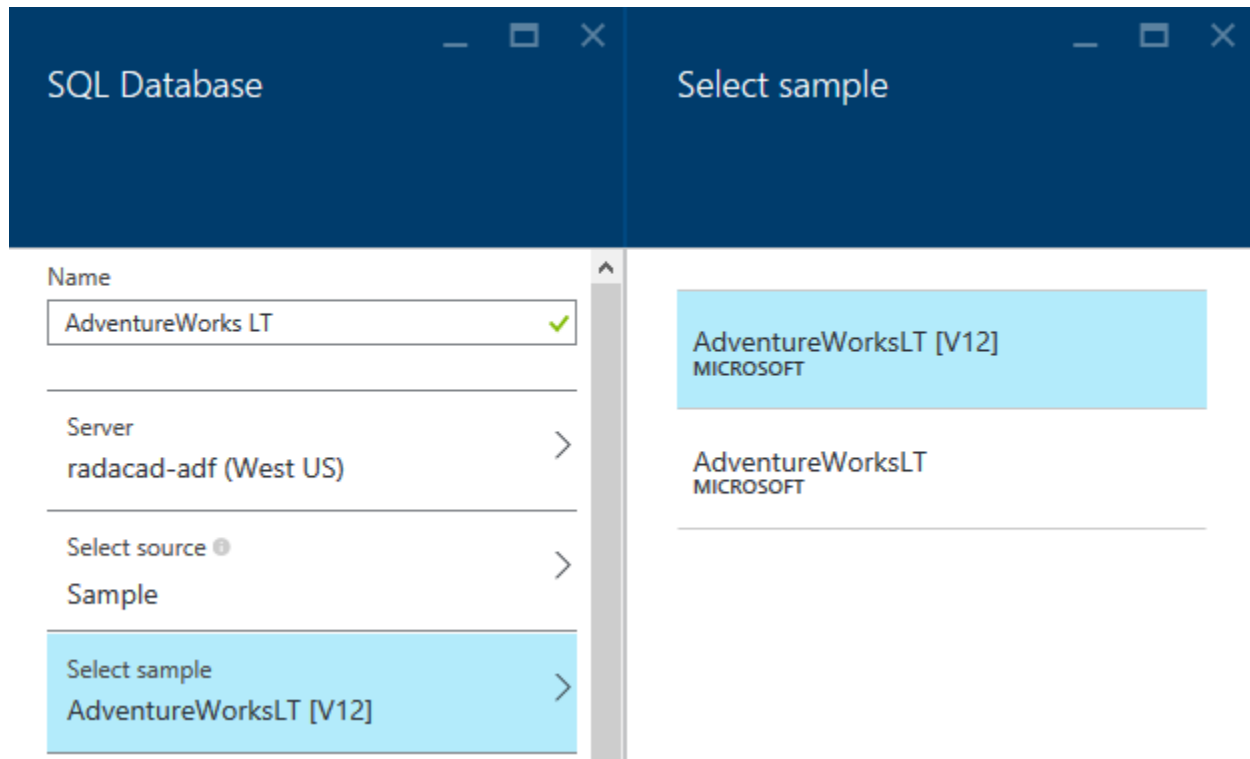 SQL Database
Name
AdventureWorks LT
Server
radacad-adf (West US)
Select source
Sample
Select sample
AdventureWorksLT [V12]
Select sample
AdventureWorksLT [V12]
MICROSOFT
AdventureWorksLT
MICROSOFT